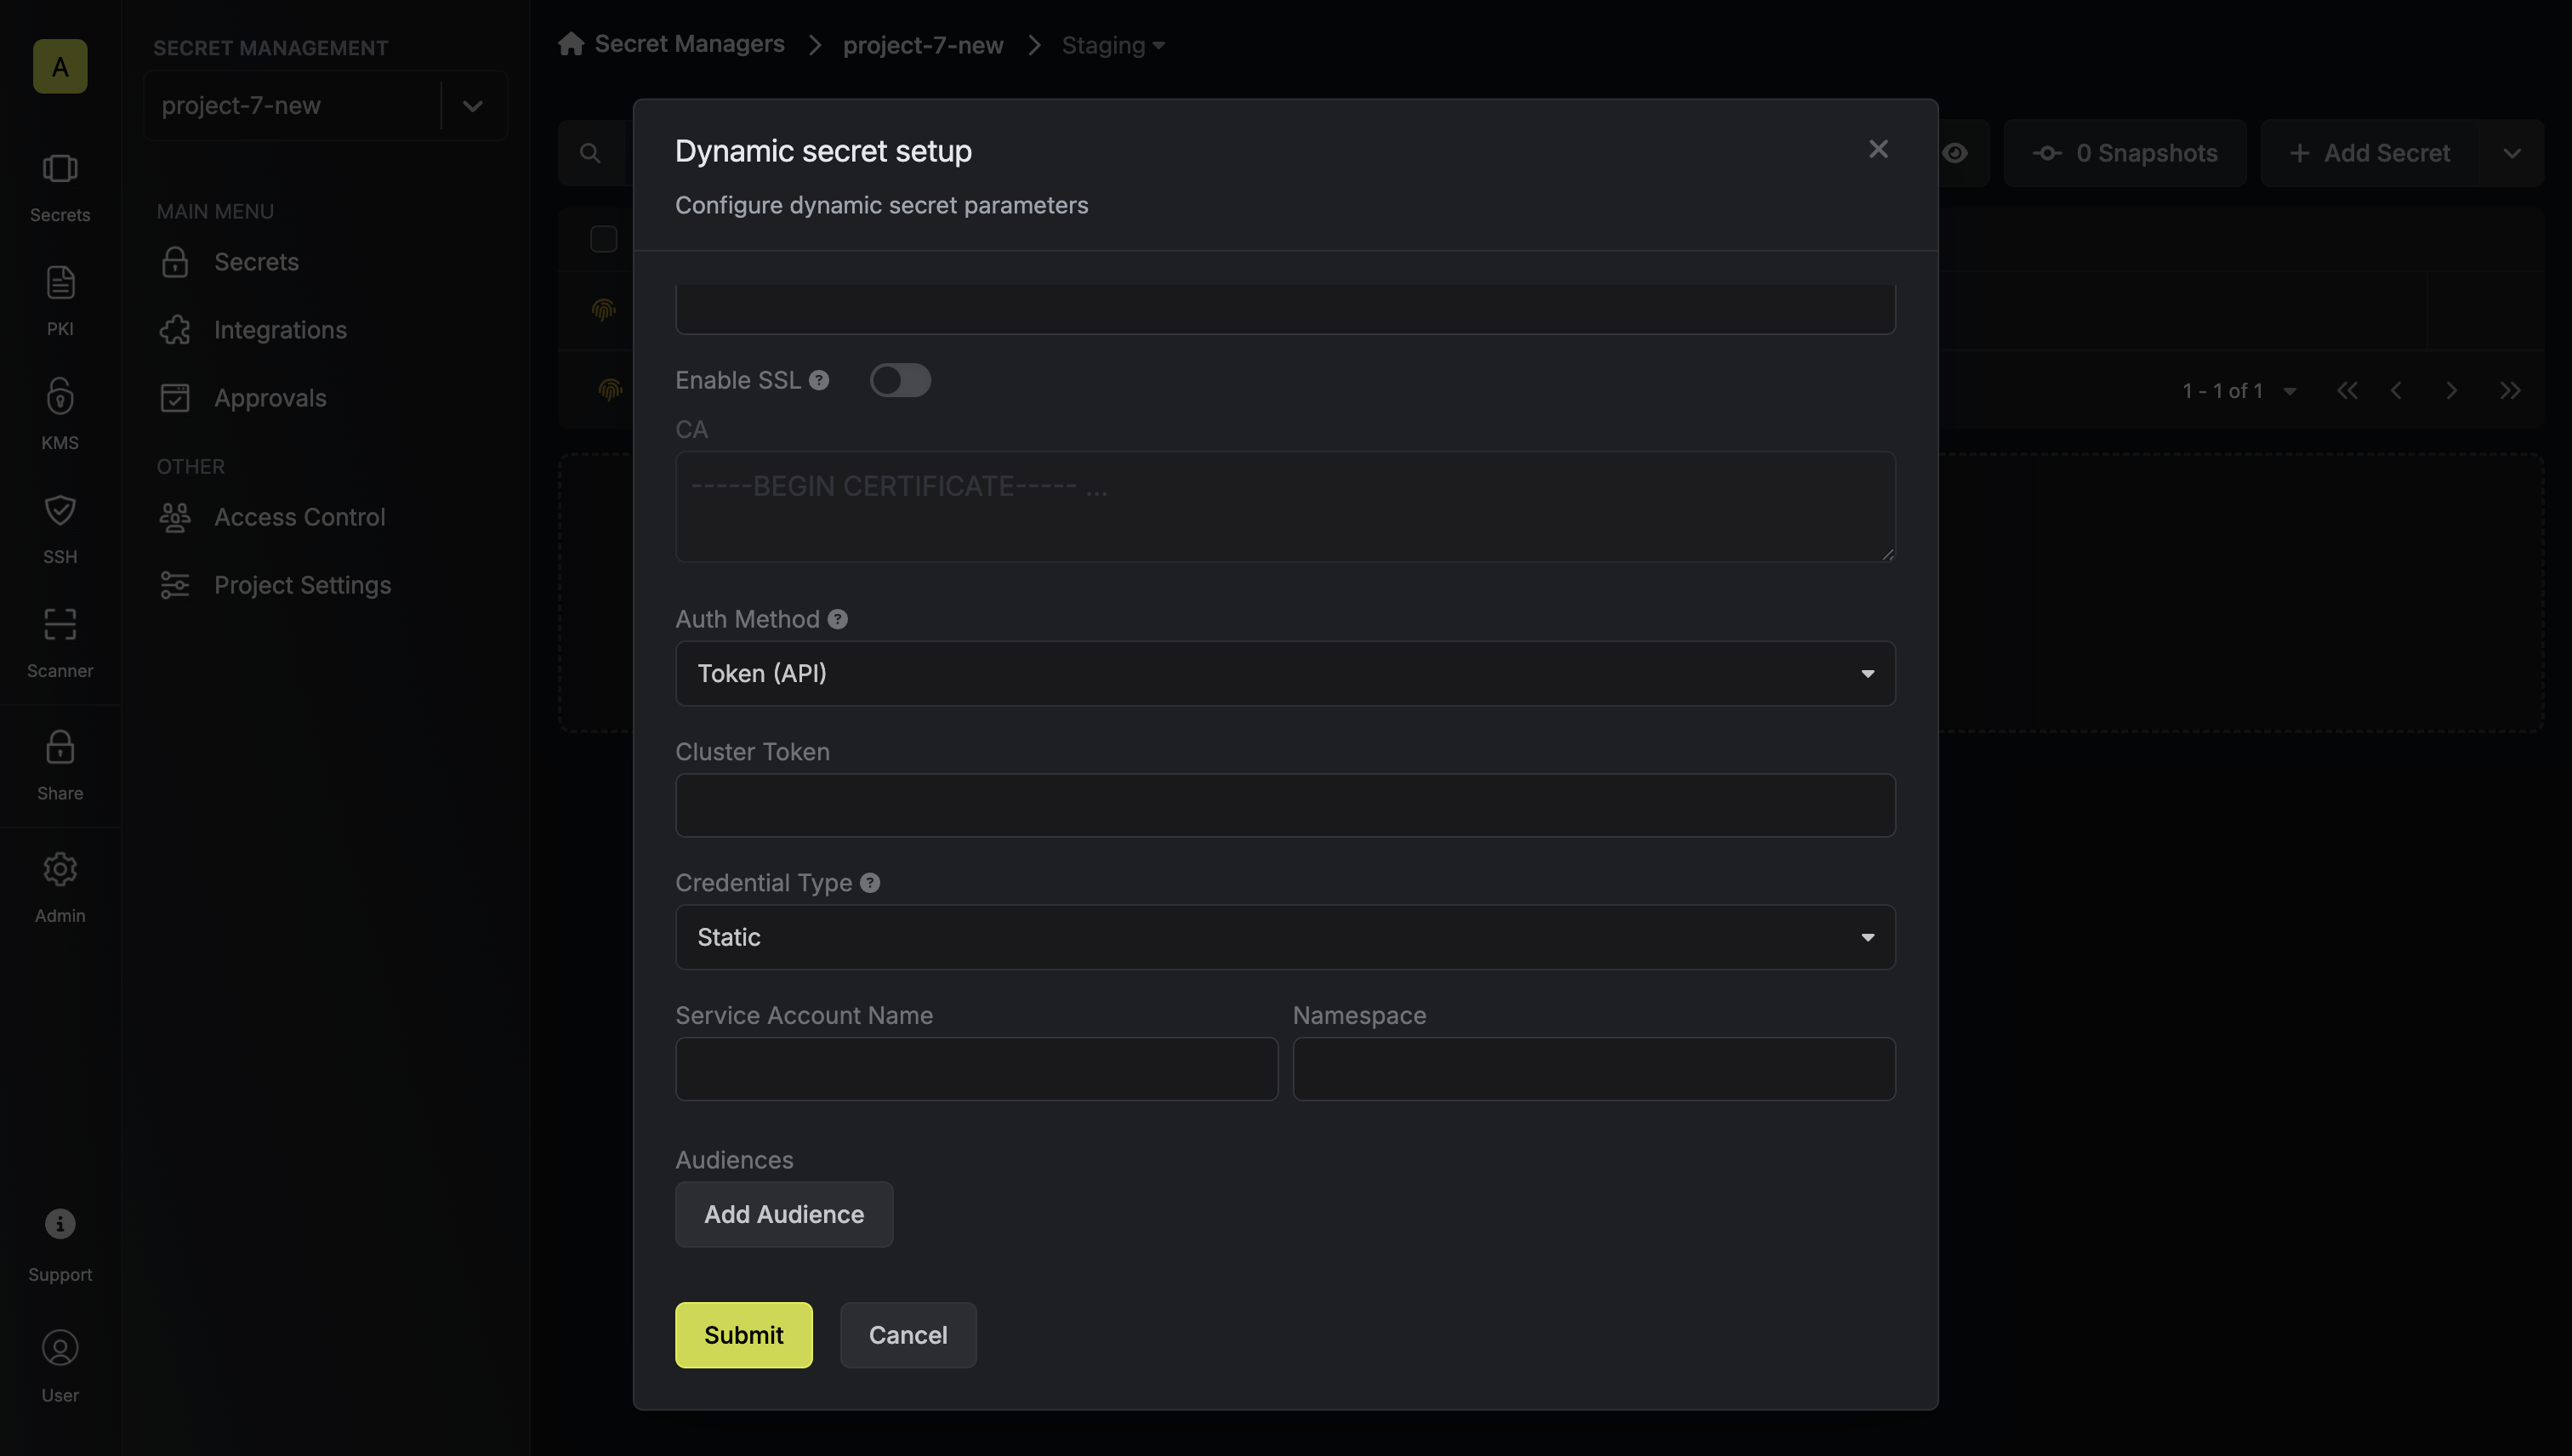 A
Secrets
PKI
KMS
SSH
Scanner
Share
Admin
Support
User
SECRET MANAGEMENT
project-7-new
MAIN MENU
Secrets
Integrations
Approvals
OTHER
Access Control
Project Settings
Secret Managers
project-7-new
Staging
0 Snapshots
Add Secret
1 - 1 of 1
Dynamic secret setup
Configure dynamic secret parameters
Enable SSL
CA
-----BEGIN CERTIFICATE----- ...
Auth Method
Token (API)
Cluster Token
Credential Type
Static
Service Account Name
Namespace
Audiences
Add Audience
Submit
Cancel